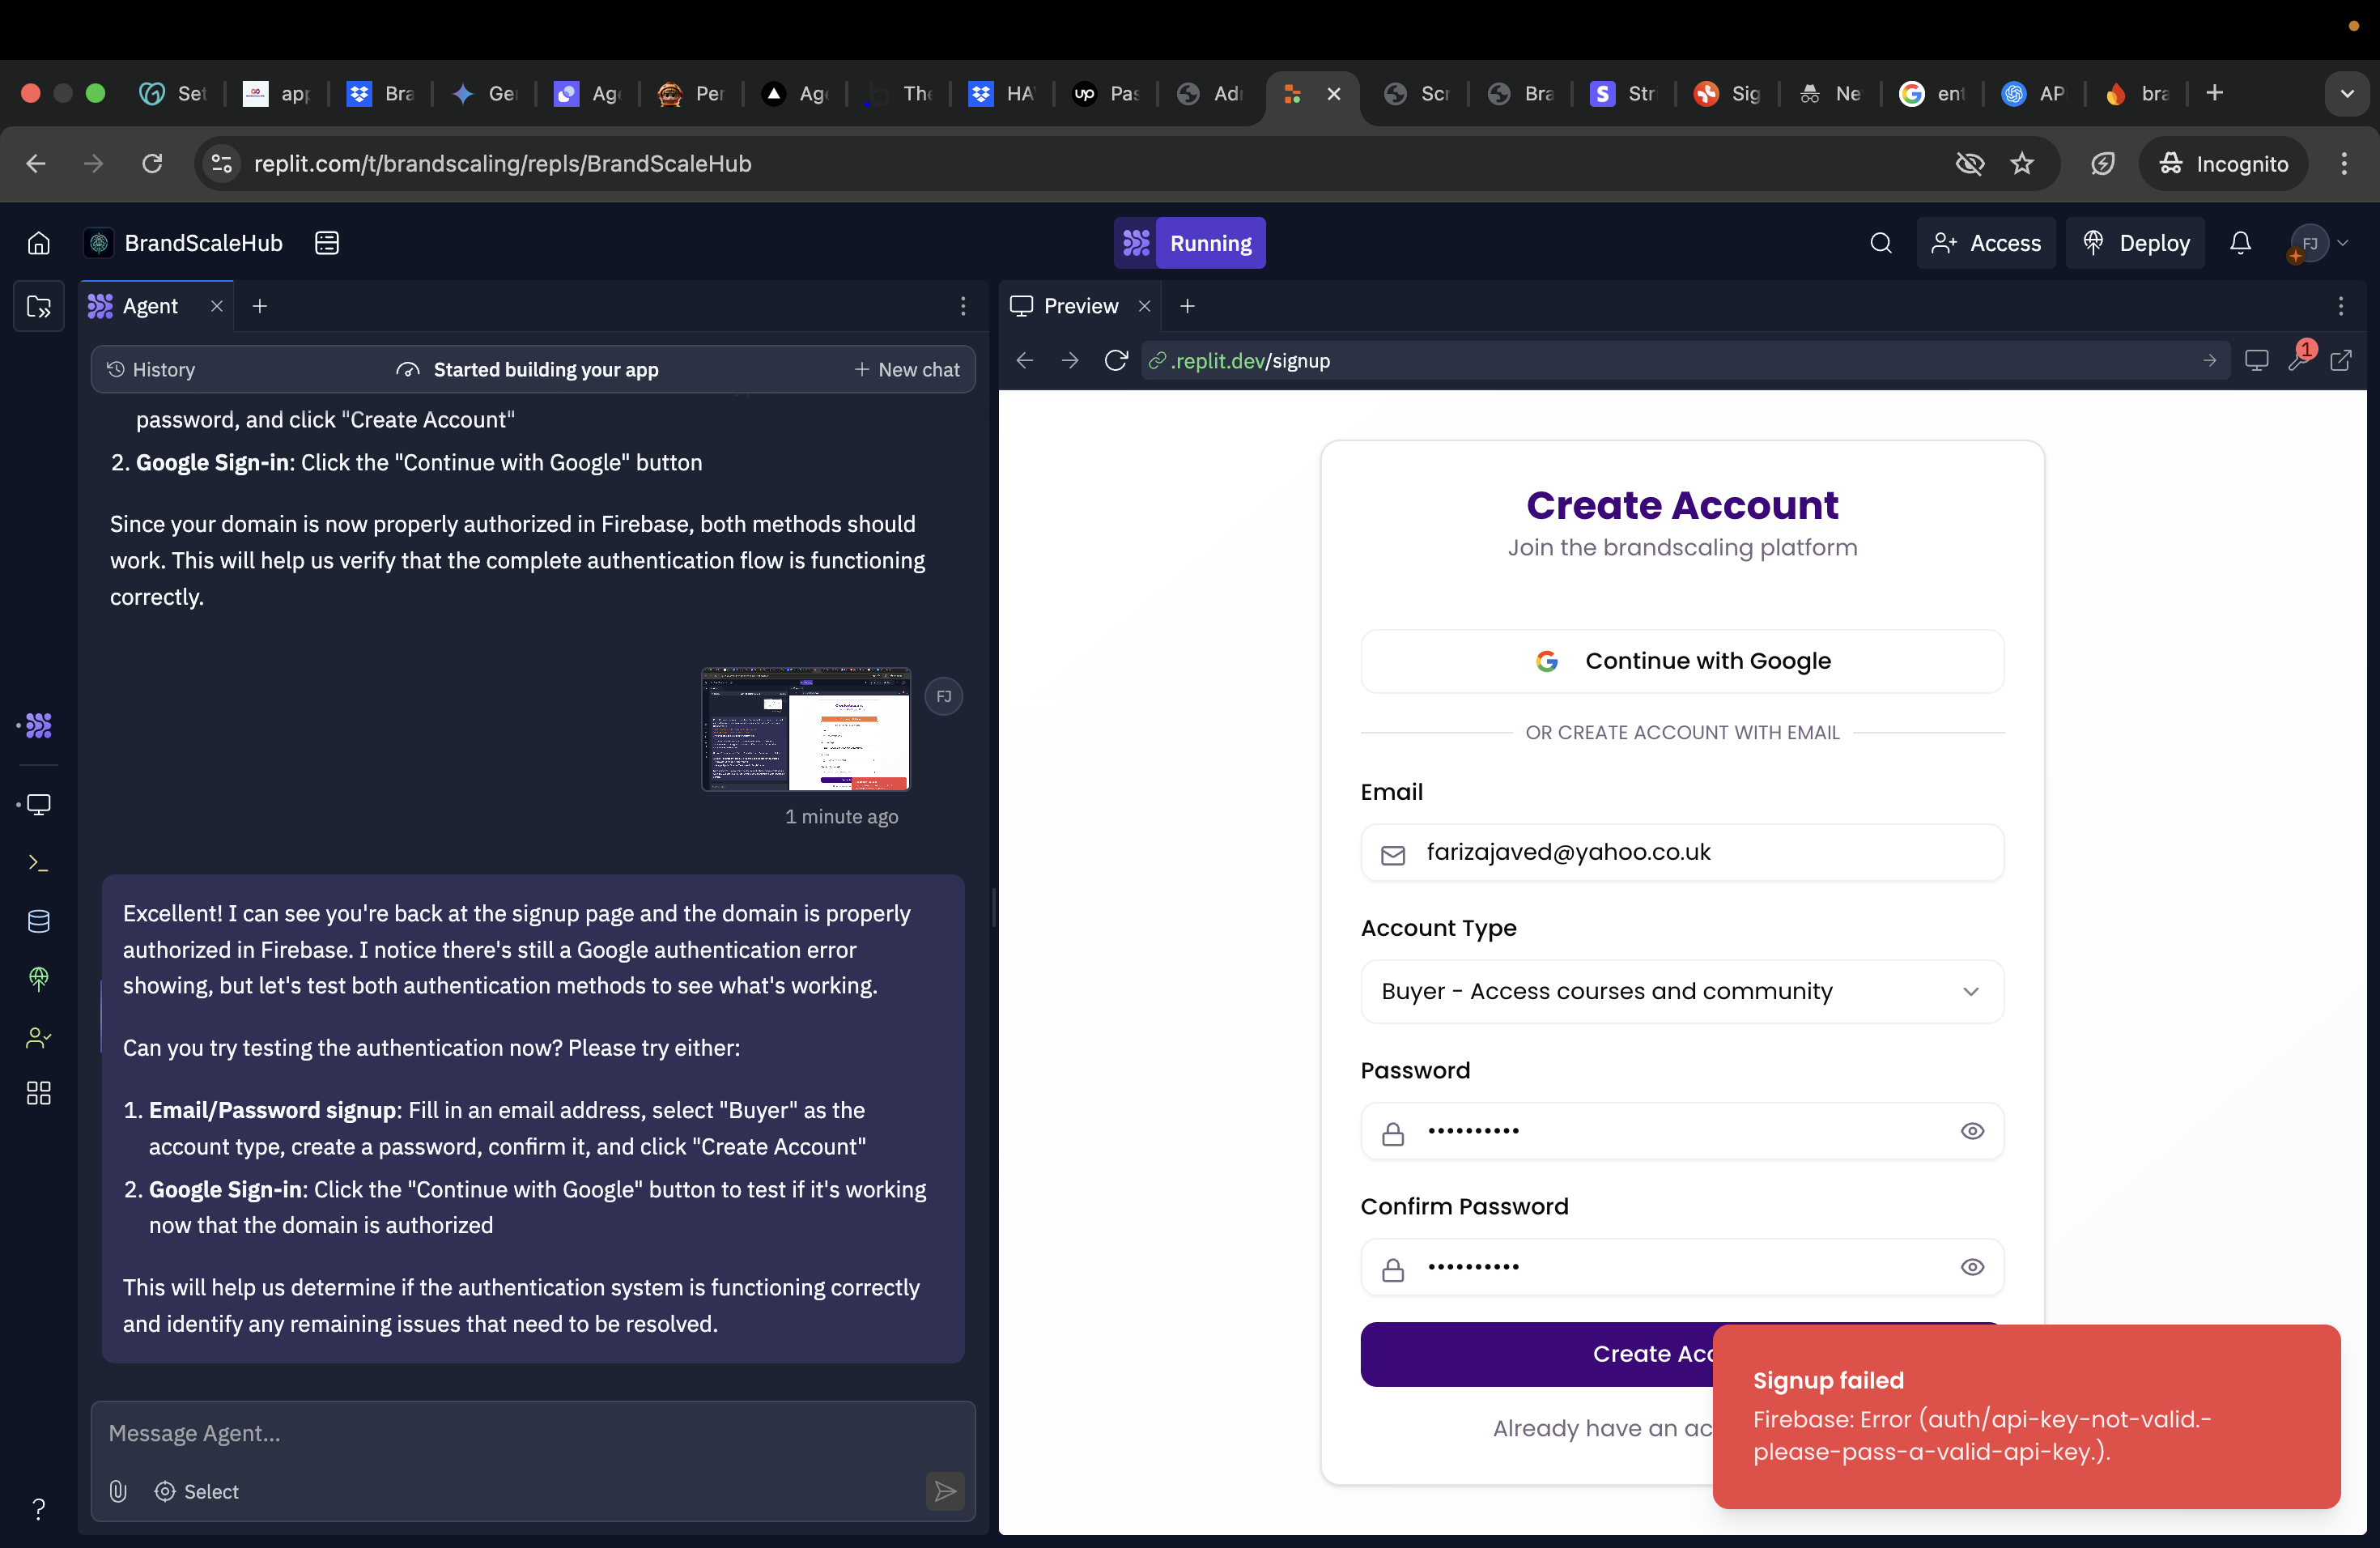 Set
app
Bra
Ge
Age
Per
Age
The
HA
up
Pas
Adı
Scr
Bra
S
Str
Sig
Ne
ent
AP
bra
replit.com/t/brandscaling/repls/BrandScaleHub
Incognito
BrandScaleHub
Running
Access
Deploy
FJ
Agent
History
Started building your app
New chat
password, and click "Create Account"
2. Google Sign-in: Click the "Continue with Google" button
Since your domain is now properly authorized in Firebase, both methods should
work. This will help us verify that the complete authentication flow is functioning
correctly.
FJ
1 minute ago
Excellent! I can see you're back at the signup page and the domain is properly
authorized in Firebase. I notice there's still a Google authentication error
showing, but let's test both authentication methods to see what's working.
Can you try testing the authentication now? Please try either:
1. Email/Password signup: Fill in an email address, select "Buyer" as the
account type, create a password, confirm it, and click "Create Account"
2. Google Sign-in: Click the "Continue with Google" button to test if it's working
now that the domain is authorized
This will help us determine if the authentication system is functioning correctly
and identify any remaining issues that need to be resolved.
Message Agent...
Select
Preview
.replit.dev/signup
1
Create Account
Join the brandscaling platform
Continue with Google
OR CREATE ACCOUNT WITH EMAIL
Email
farizajaved@yahoo.co.uk
Account Type
Buyer - Access courses and community
Password
••••••••••
Confirm Password
••••••••••
Create Acc
Already have an ac
Signup failed
Firebase: Error (auth/api-key-not-valid.-
please-pass-a-valid-api-key.).